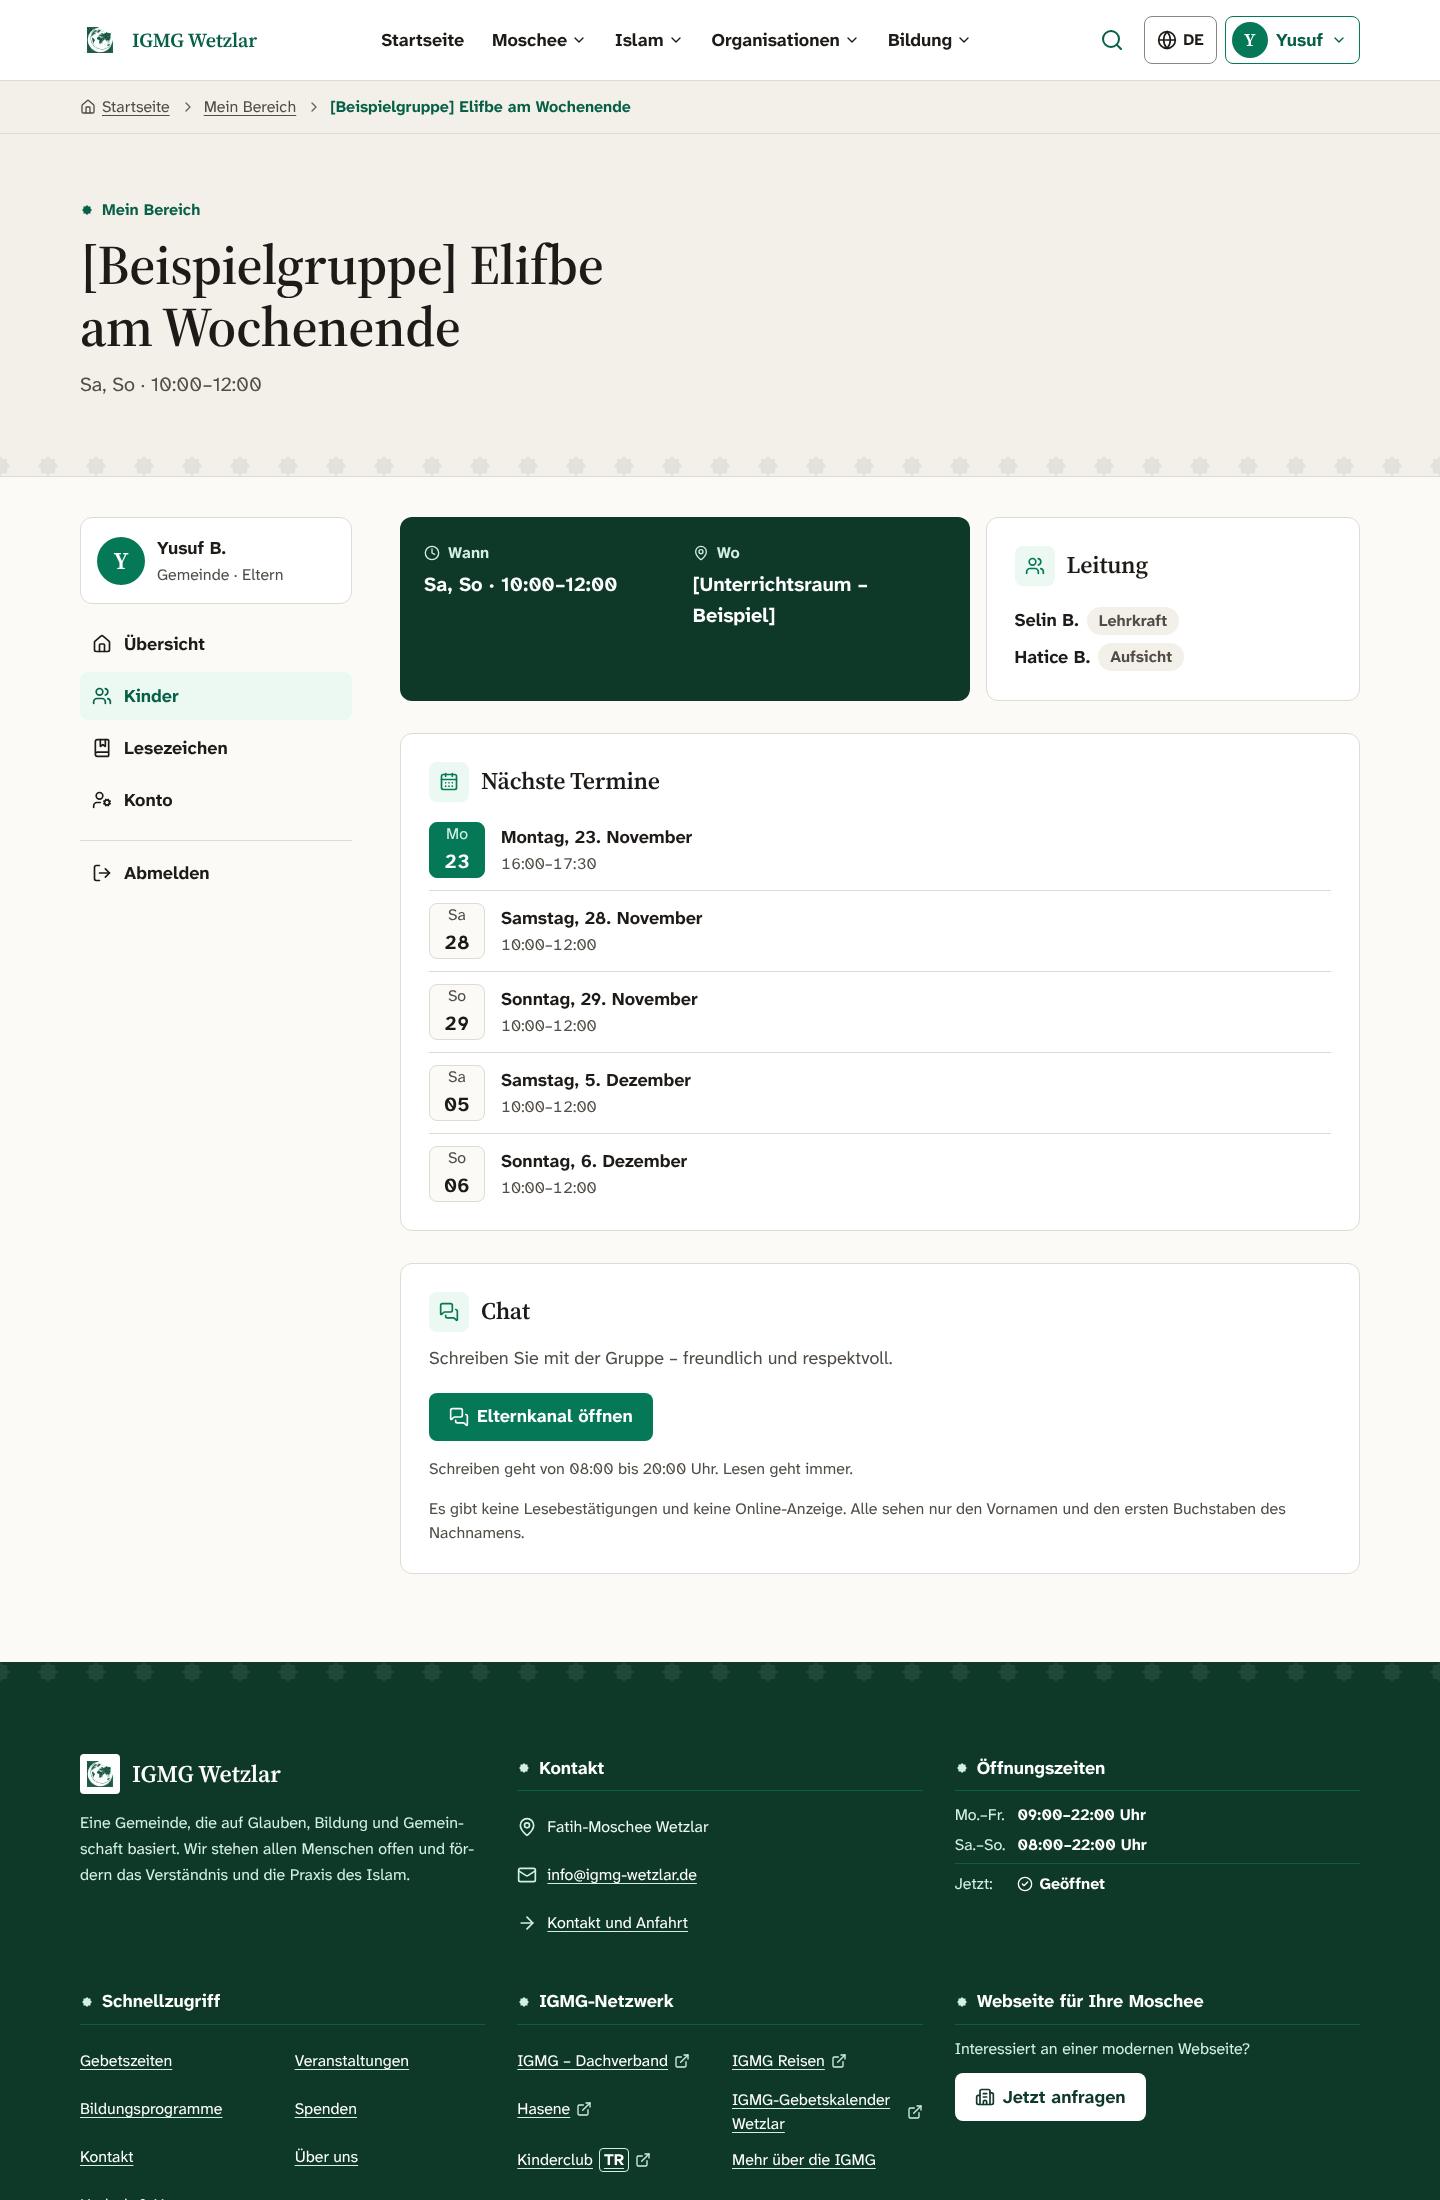 IGMG Wetzlar
Startseite
Moschee
Islam
Organisationen
Bildung
DE
Y
Yusuf
Startseite
Mein Bereich
[Beispielgruppe] Elifbe am Wochenende
Mein Bereich
[Beispielgruppe] Elifbe
am Wochenende
Sa, So · 10:00–12:00
Y
Yusuf B.
Gemeinde · Eltern
Übersicht
Kinder
Lesezeichen
Konto
Abmelden
Wann
Sa, So · 10:00–12:00
Wo
[Unterrichtsraum –
Beispiel]
Leitung
Selin B. Lehrkraft
Hatice B. Aufsicht
Nächste Termine
Mo
23
Montag, 23. November
16:00–17:30
Sa
28
Samstag, 28. November
10:00–12:00
So
29
Sonntag, 29. November
10:00–12:00
Sa
05
Samstag, 5. Dezember
10:00–12:00
So
06
Sonntag, 6. Dezember
10:00–12:00
Chat
Schreiben Sie mit der Gruppe – freundlich und respektvoll.
Elternkanal öffnen
Schreiben geht von 08:00 bis 20:00 Uhr. Lesen geht immer.
Es gibt keine Lesebestätigungen und keine Online-Anzeige. Alle sehen nur den Vornamen und den ersten Buchstaben des
Nachnamens.
IGMG Wetzlar
Eine Gemeinde, die auf Glauben, Bildung und Gemein-
schaft basiert. Wir stehen allen Menschen offen und för-
dern das Verständnis und die Praxis des Islam.
Kontakt
Fatih-Moschee Wetzlar
info@igmg-wetzlar.de
Kontakt und Anfahrt
Öffnungszeiten
Mo.–Fr. 09:00–22:00 Uhr
Sa.–So. 08:00–22:00 Uhr
Jetzt: Geöffnet
Schnellzugriff
Gebetszeiten
Veranstaltungen
Bildungsprogramme
Spenden
Kontakt
Über uns
IGMG-Netzwerk
IGMG – Dachverband
IGMG Reisen
Hasene
IGMG-Gebetskalender
Wetzlar
Kinderclub TR
Mehr über die IGMG
Webseite für Ihre Moschee
Interessiert an einer modernen Webseite?
Jetzt anfragen